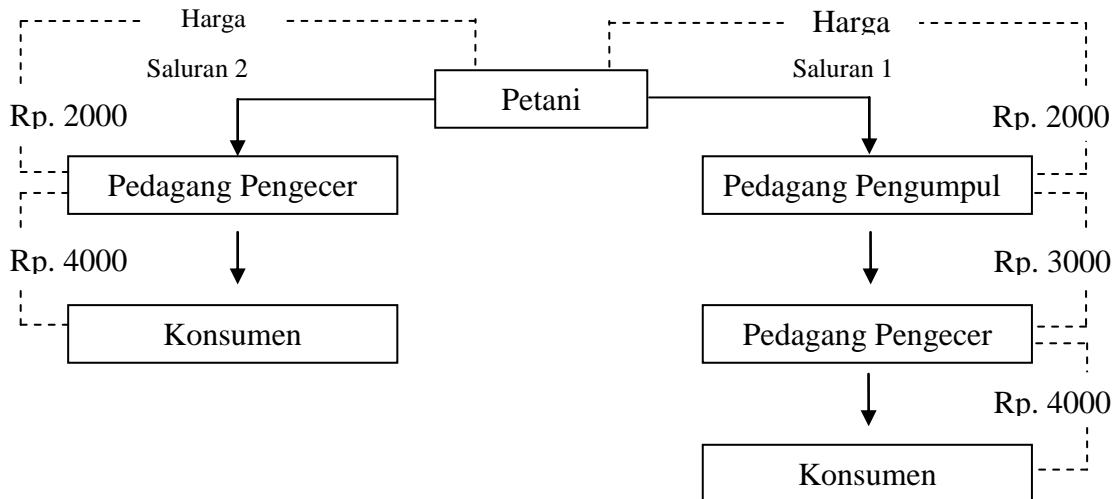 Harga
Harga
Saluran 2
Saluran 1
Petani
Rp. 2000
Rp. 2000
Pedagang Pengecer
Pedagang Pengumpul
Rp. 4000
Rp. 3000
Konsumen
Pedagang Pengecer
Rp. 4000
Konsumen